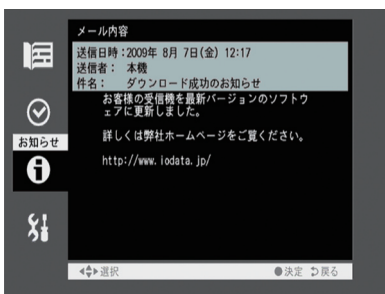 メール内容
送信日時:2009年 8月 7日(金) 12:17
送信者： 本機
件名： ダウンロード成功のお知らせ
お客様の受信機を最新バージョンのソフトウ
ェアに更新しました。
詳しくは弊社ホームページをご覧ください。
お知らせ
http://www.iodata.jp/
選択
決定 戻る